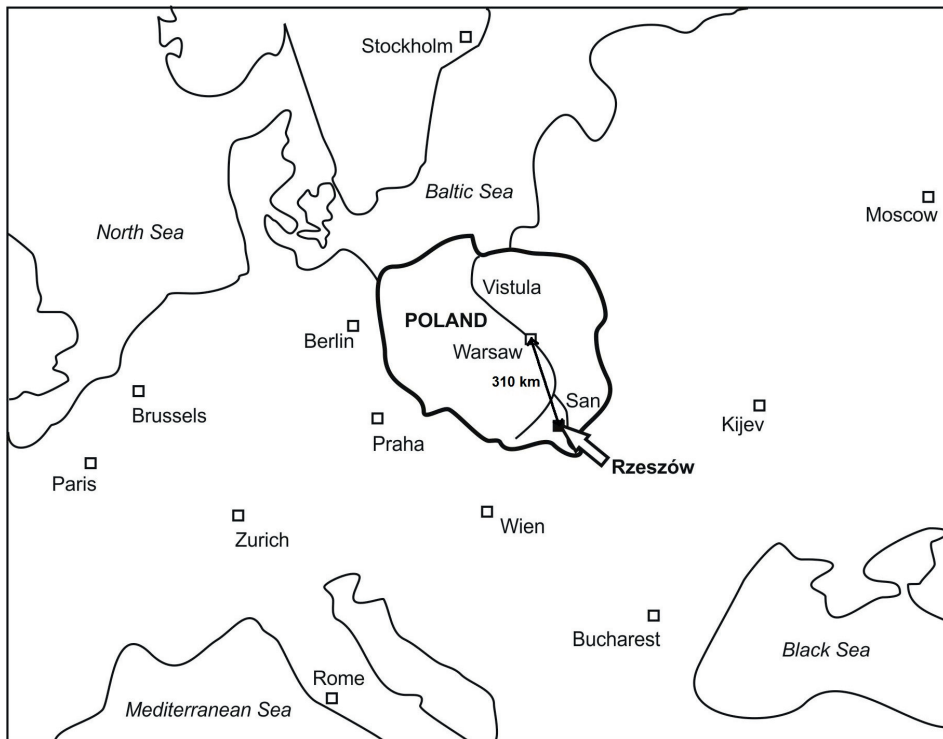 Stockholm
Baltic Sea
Moscow
North Sea
Vistula
POLAND
Berlin
Warsaw
310 km
San
Brussels
Kijev
Praha
Rzeszów
Paris
Wien
Zurich
Bucharest
Black Sea
Rome
Mediterranean Sea